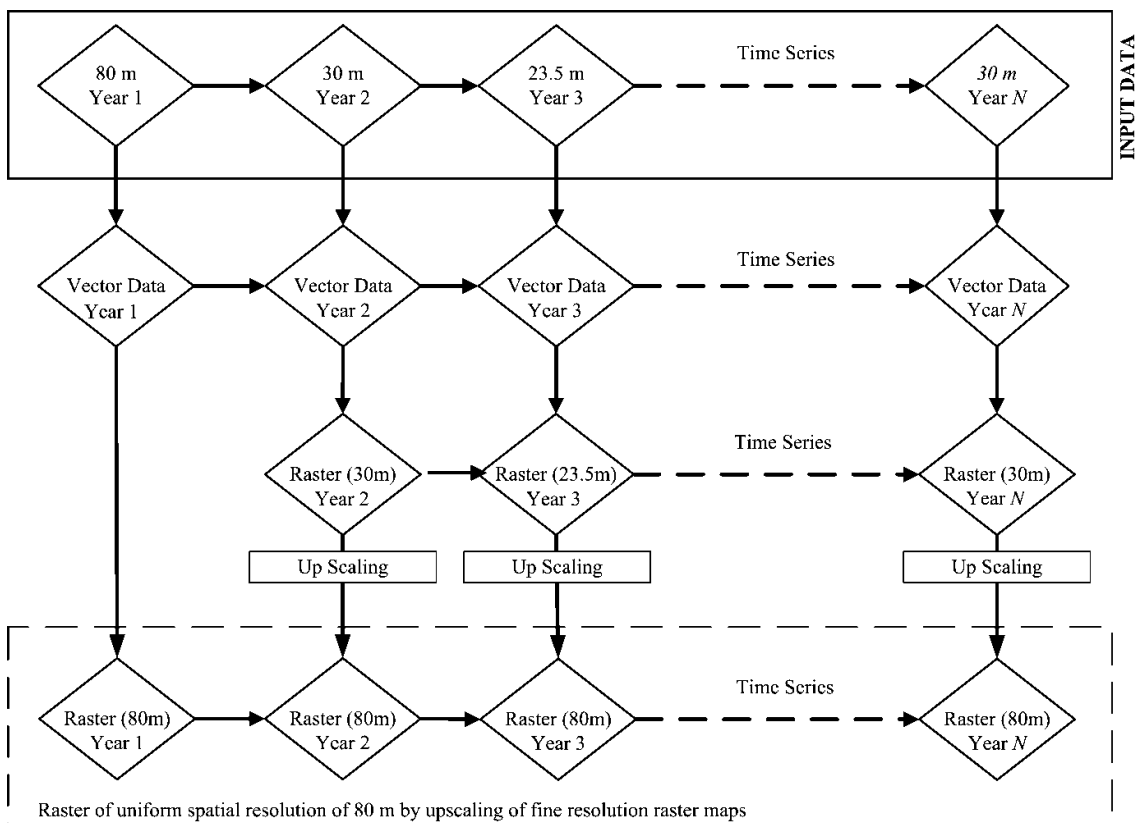 80 m
Year 1
30 m
Year 2
23.5 m
Year 3
Time Series
30 m
Year N
INPUT DATA
Vector Data
Year 1
Vector Data
Year 2
Vector Data
Year 3
Time Series
Vector Data
Year N
Raster (30m)
Year 2
Raster (23.5m)
Year 3
Time Series
Raster (30m)
Year N
Up Scaling
Up Scaling
Up Scaling
Raster (80m)
Year 1
Raster (80m)
Year 2
Raster (80m)
Year 3
Time Series
Raster (80m)
Year N
Raster of uniform spatial resolution of 80 m by upscaling of fine resolution raster maps